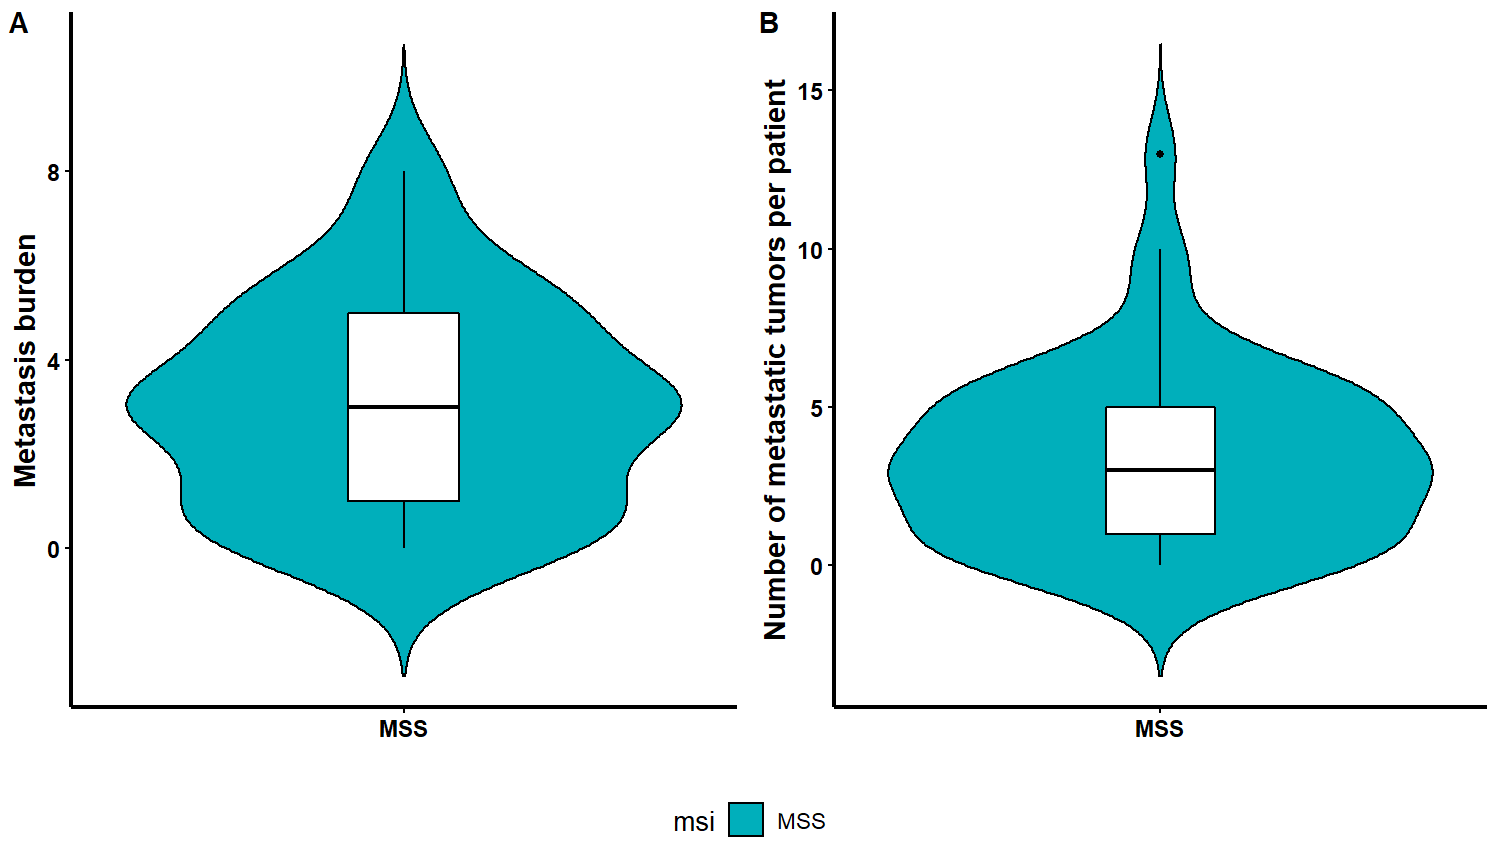 A
Metastasis burden
8
4
0
MSS
B
Number of metastatic tumors per patient
15
10
5
0
MSS
msi MSS